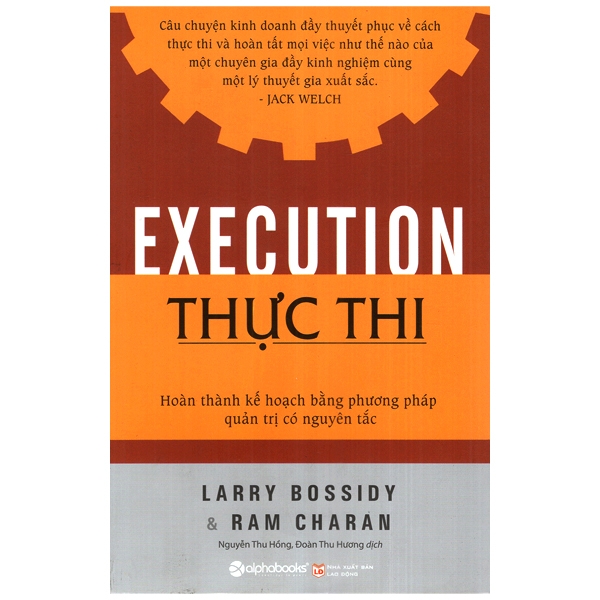 Câu chuyện kinh doanh đầy thuyết phục về cách
thực thi và hoàn tất mọi việc như thế nào của
một chuyên gia đầy kinh nghiệm cùng
một lý thuyết gia xuất sắc.
- JACK WELCH
EXECUTION
THỰC THI
Hoàn thành kế hoạch bằng phương pháp
quản trị có nguyên tắc
LARRY BOSSIDY
& RAM CHARAN
Nguyễn Thu Hồng, Đoàn Thu Hương dịch
alphabooks
NHÀ XUẤT BẢN
LAO ĐỘNG